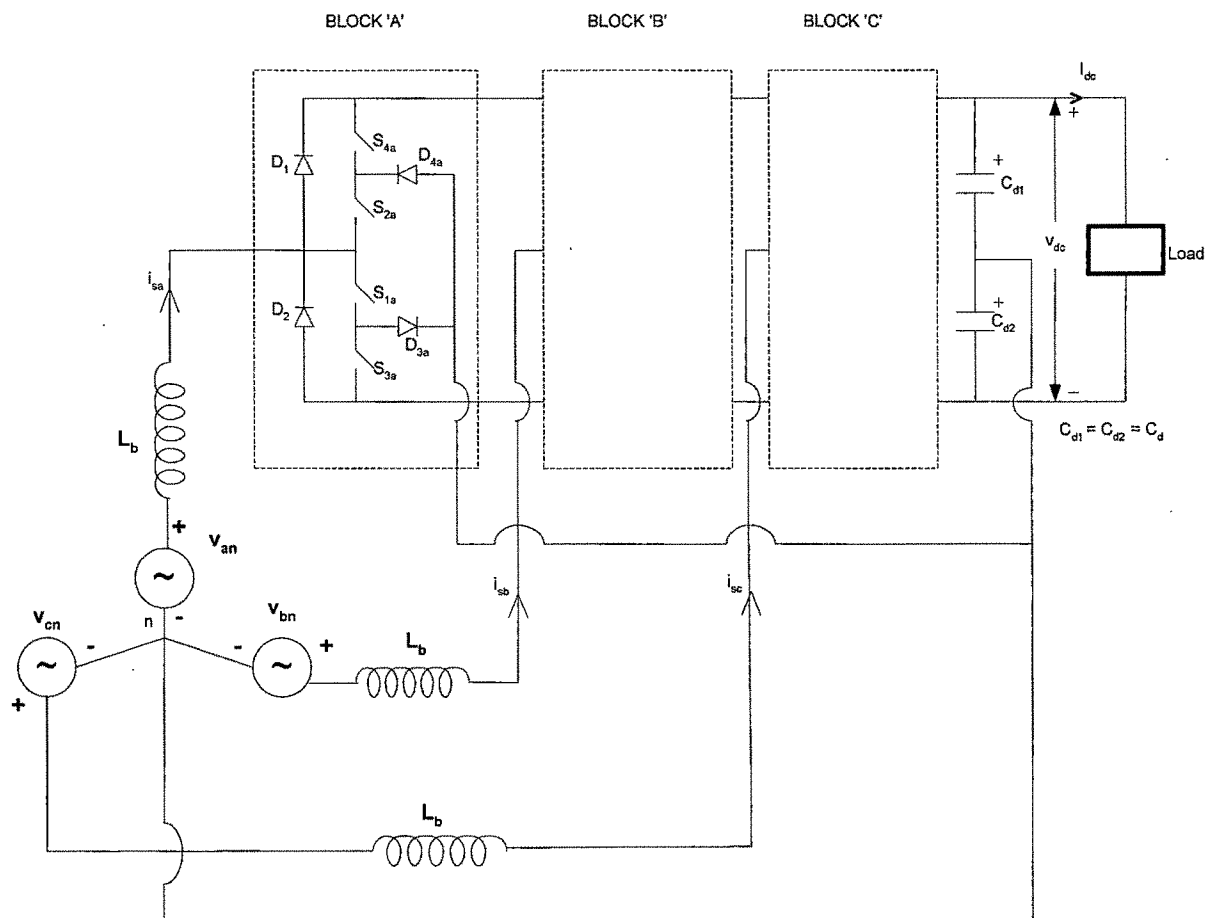 BLOCK 'A' BLOCK 'B' BLOCK 'C'
I_dc
+
S_4a
D_4a
D_1
+
C_d1
S_2a
v_dc
Load
i_sa
S_1a
+
D_2
D_3a
C_d2
S_3a
−
C_d1 = C_d2 = C_d
L_b
+
v_an
~
i_sb
i_sc
n -
v_cn
v_bn
- -
~ ~
+
L_b
+
L_b